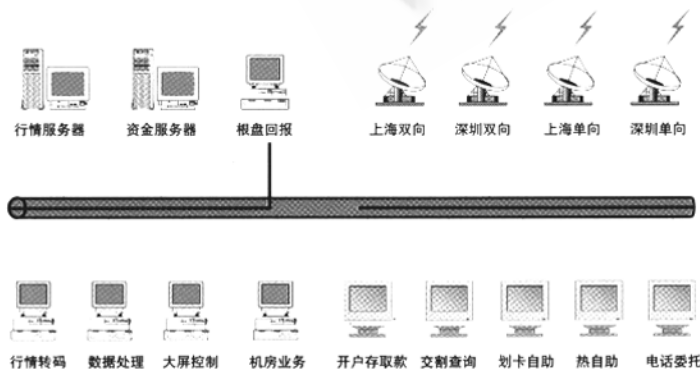 行情服务器 资金服务器 根盘回报 上海双向 深圳双向 上海单向 深圳单向
行情转码 数据处理 大屏控制 机房业务 开户存取款 交割查询 划卡自助 热自助 电话委托